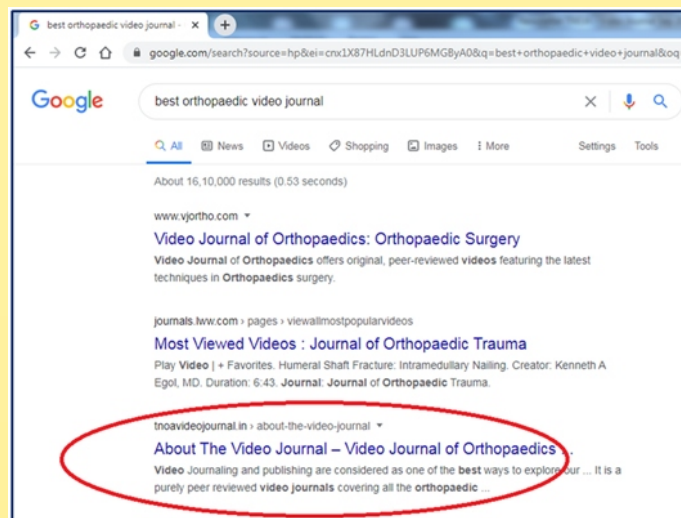 best orthopaedic video journal -
google.com/search?source=hp&ei=cnx1X87HLdnD3LUP6MGByA0&q=best+orthopaedic+video+journal&oq
Google
best orthopaedic video journal
All News Videos Shopping Images More Settings Tools
About 16,10,000 results (0.53 seconds)
www.vjortho.com
Video Journal of Orthopaedics: Orthopaedic Surgery
Video Journal of Orthopaedics offers original, peer-reviewed videos featuring the latest
techniques in Orthopaedics surgery.
journals.lww.com › pages › viewallmostpopularvideos
Most Viewed Videos : Journal of Orthopaedic Trauma
Play Video | + Favorites. Humeral Shaft Fracture: Intramedullary Nailing. Creator: Kenneth A
Egol, MD. Duration: 6:43. Journal: Journal of Orthopaedic Trauma.
tnoavideojournal.in › about-the-video-journal
About The Video Journal – Video Journal of Orthopaedics ...
Video Journaling and publishing are considered as one of the best ways to explore our ... It is a
purely peer reviewed video journals covering all the orthopaedic ...